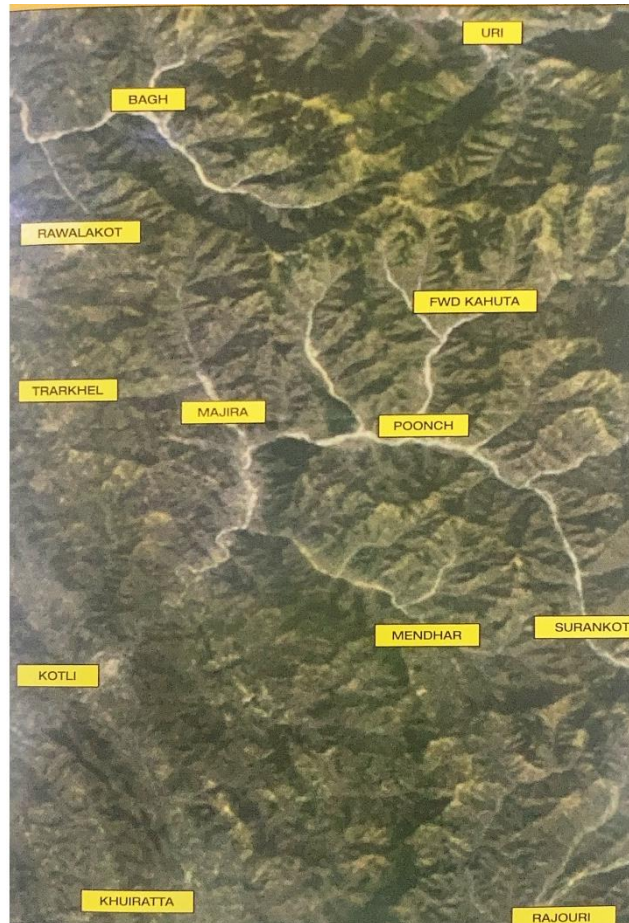 URI
BAGH
RAWALAKOT
FWD KAHUTA
TRARKHEL
MAJIRA
POONCH
MENDHAR
SURANKOT
KOTLI
KHUIRATTA
RAJOURI